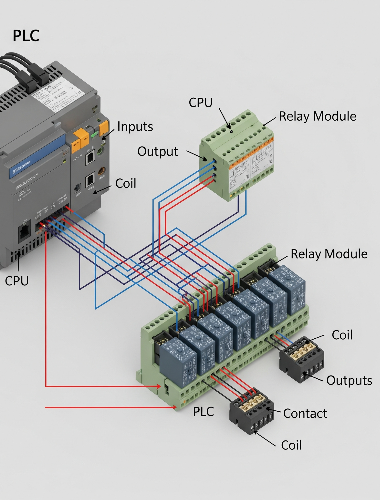 PLC
CPU
Relay Module
Inputs
Output
Coil
Relay Module
CPU
Coil
Outputs
PLC
Contact
Coil